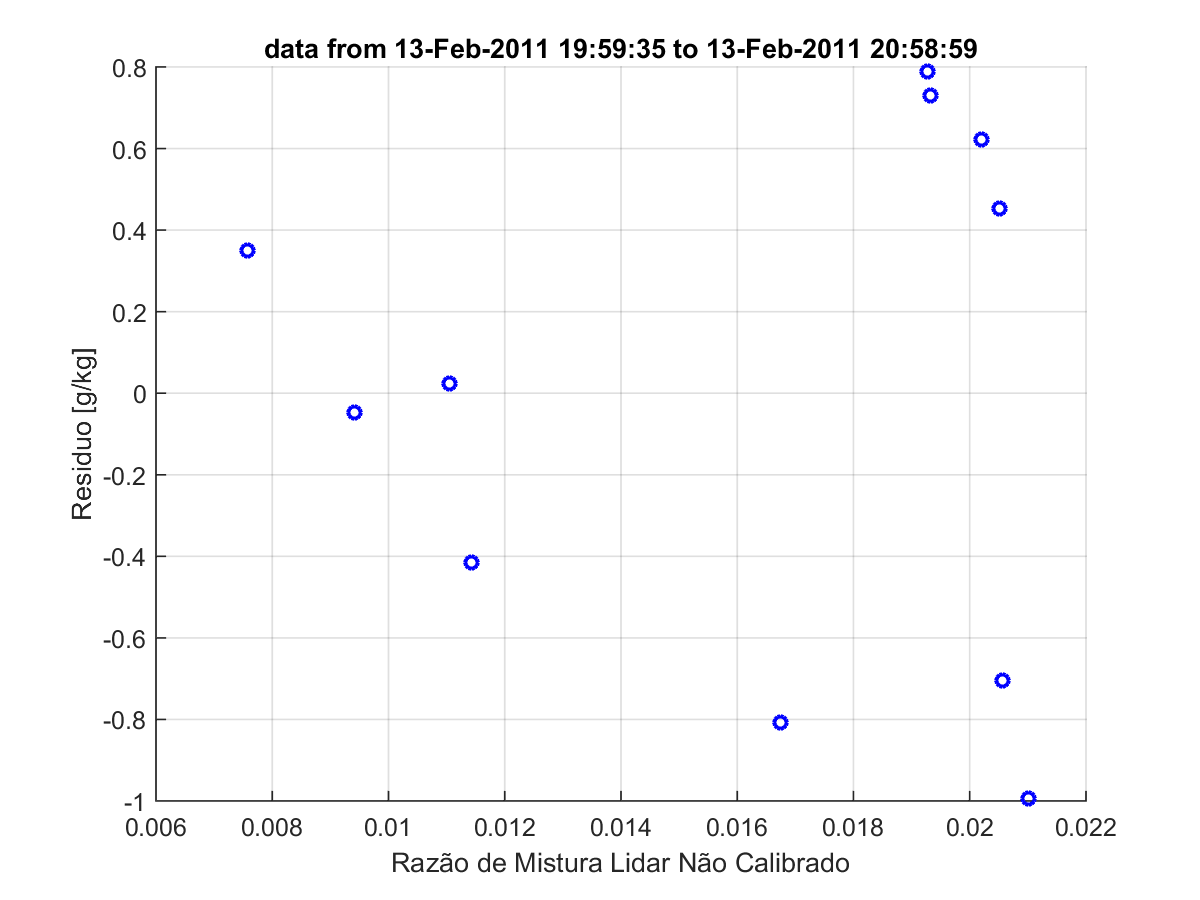 data from 13-Feb-2011 19:59:35 to 13-Feb-2011 20:58:59
0.8
0.6
0.4
0.2
0
-0.2
-0.4
-0.6
-0.8
-1
Residuo [g/kg]
0.006 0.008 0.01 0.012 0.014 0.016 0.018 0.02 0.022
Razão de Mistura Lidar Não Calibrado